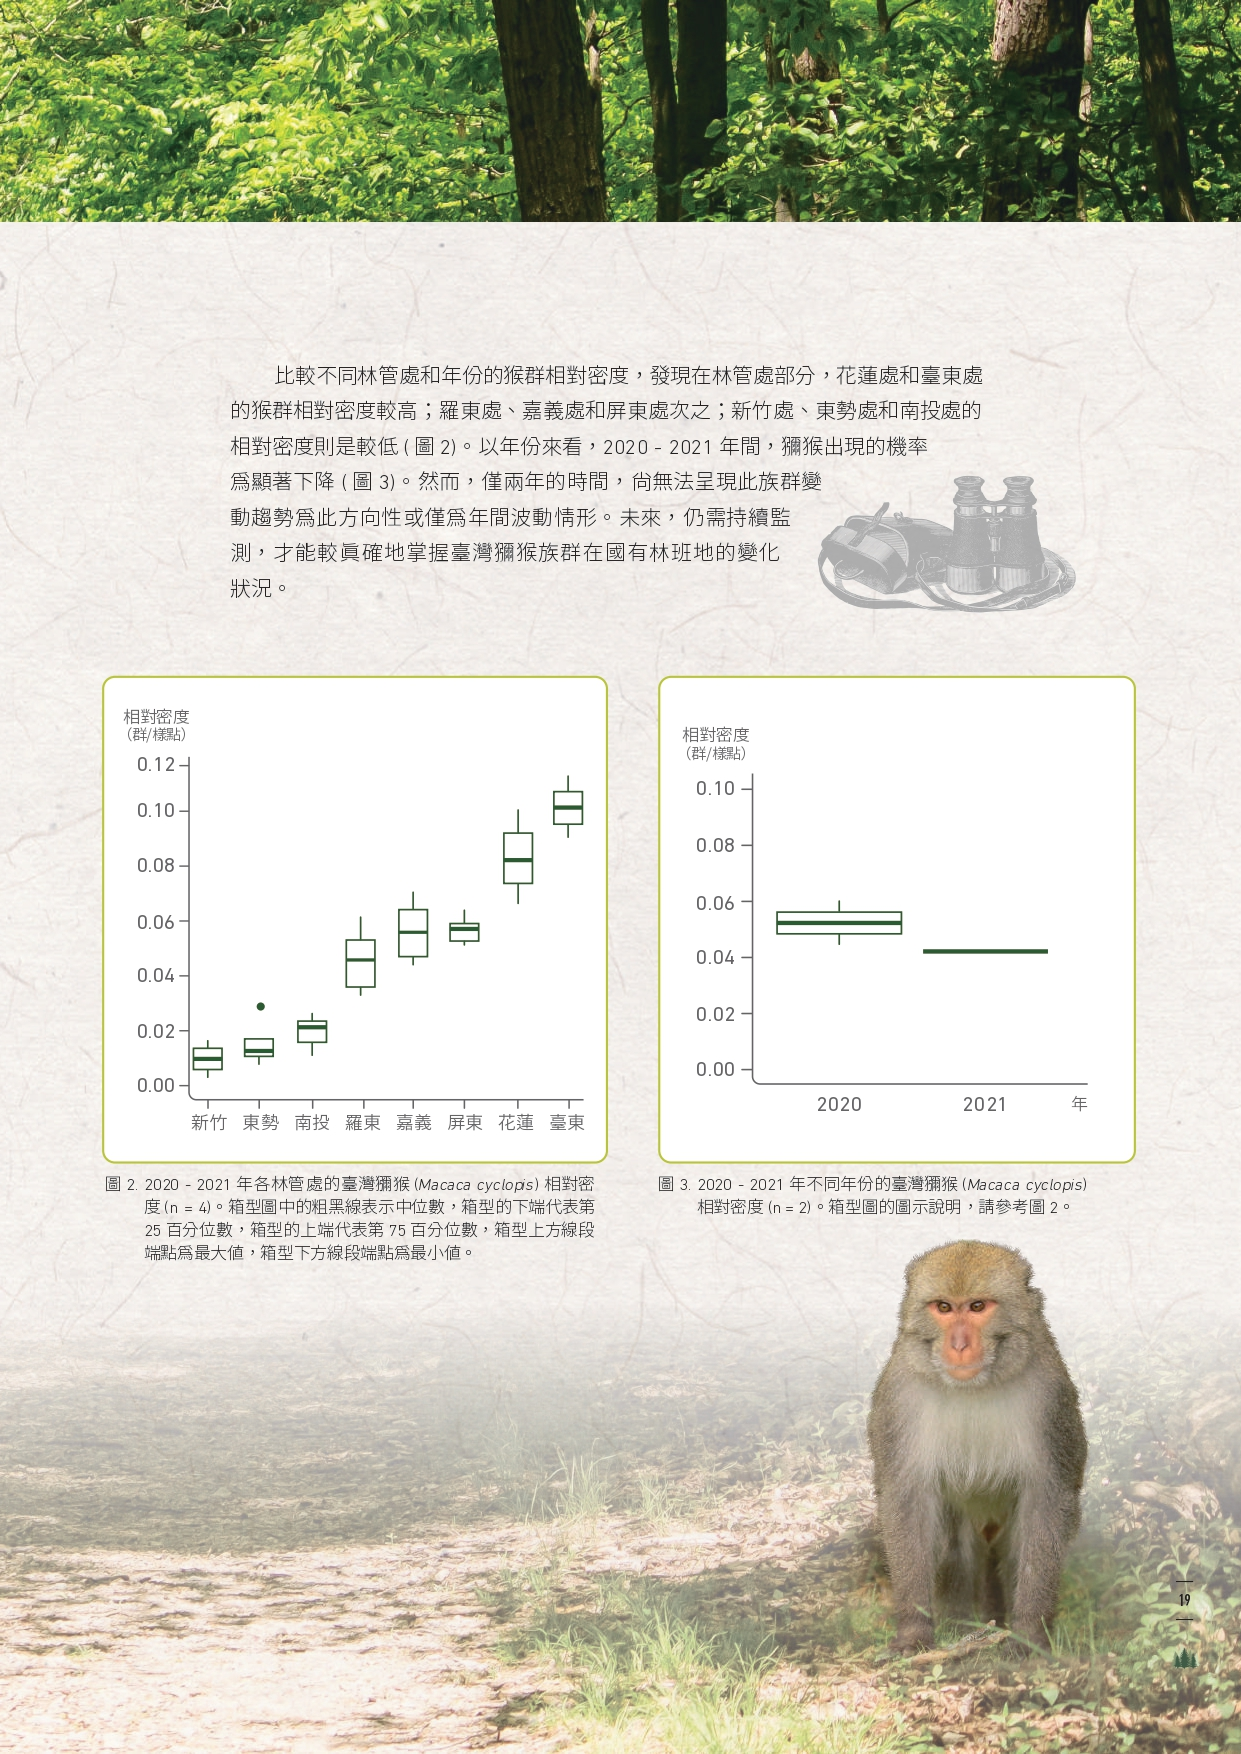 比較不同林管處和年份的猴群相對密度，發現在林管處部分，花蓮處和臺東處
的猴群相對密度較高；羅東處、嘉義處和屏東處次之；新竹處、東勢處和南投處的
相對密度則是較低 ( 圖 2)。以年份來看，2020 - 2021 年間，獼猴出現的機率
為顯著下降 ( 圖 3)。然而，僅兩年的時間，尚無法呈現此族群變
動趨勢為此方向性或僅為年間波動情形。未來，仍需持續監
測，才能較真確地掌握臺灣獼猴族群在國有林班地的變化
狀況。
相對密度
（群/樣點）
0.12
0.10
0.08
0.06
0.04
0.02
0.00
新竹 東勢 南投 羅東 嘉義 屏東 花蓮 臺東
圖 2. 2020 - 2021 年各林管處的臺灣獼猴 (Macaca cyclopis) 相對密
度 (n = 4)。箱型圖中的粗黑線表示中位數，箱型的下端代表第
25 百分位數，箱型的上端代表第 75 百分位數，箱型上方線段
端點為最大值，箱型下方線段端點為最小值。
相對密度
（群/樣點）
0.10
0.08
0.06
0.04
0.02
0.00
2020 2021 年
圖 3. 2020 - 2021 年不同年份的臺灣獼猴 (Macaca cyclopis)
相對密度 (n = 2)。箱型圖的圖示說明，請參考圖 2。
19